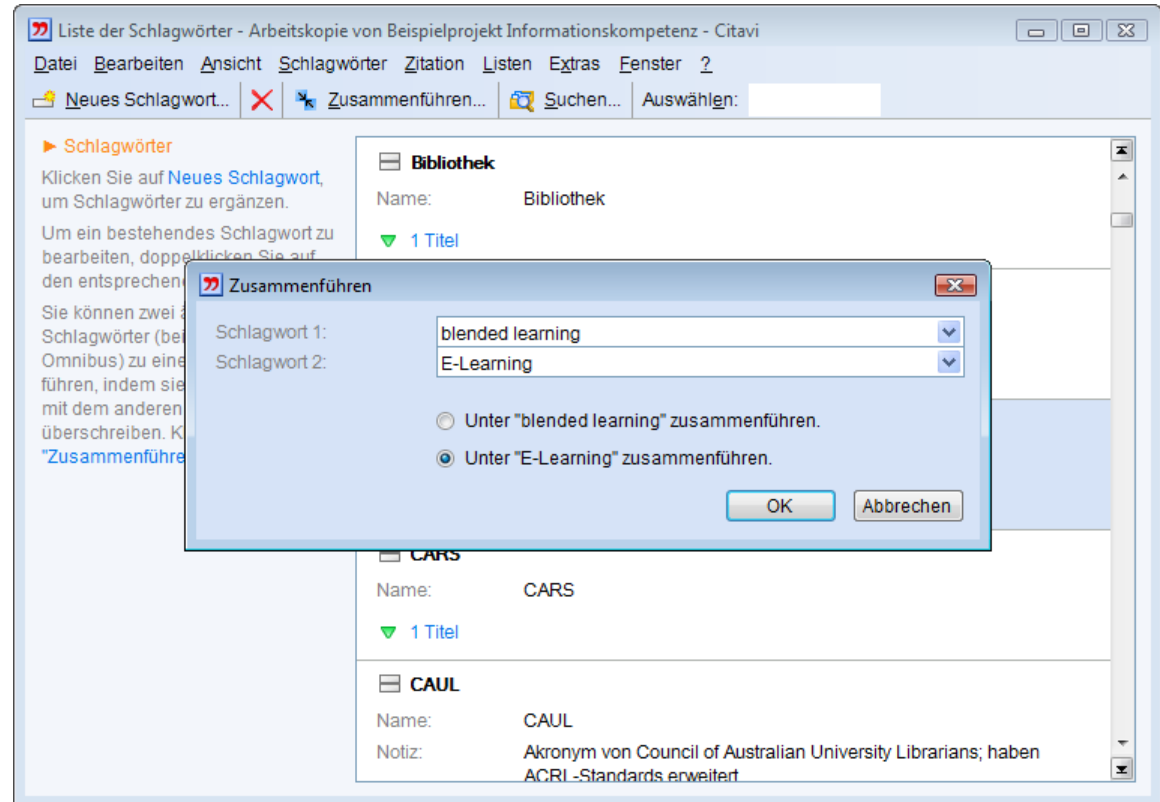 Liste der Schlagwörter - Arbeitskopie von Beispielprojekt Informationskompetenz - Citavi
Datei Bearbeiten Ansicht Schlagwörter Zitation Listen Extras Fenster ?
Neues Schlagwort... Zusammenführen... Suchen... Auswählen:
Schlagwörter
Klicken Sie auf Neues Schlagwort,
um Schlagwörter zu ergänzen.
Um ein bestehendes Schlagwort zu
bearbeiten, doppelklicken Sie auf
den entsprechen
Sie können zwei ä
Schlagwörter (bei
Omnibus) zu eine
führen, indem sie
mit dem anderen
überschreiben. K
"Zusammenführe
Bibliothek
Name: Bibliothek
1 Titel
Zusammenführen
Schlagwort 1: blended learning
Schlagwort 2: E-Learning
Unter "blended learning" zusammenführen.
Unter "E-Learning" zusammenführen.
OK Abbrechen
CARS
Name: CARS
1 Titel
CAUL
Name: CAUL
Notiz: Akronym von Council of Australian University Librarians; haben
ACRL-Standards erweitert